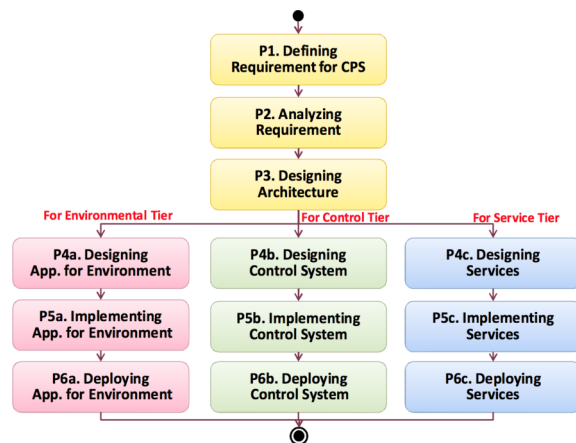 P1. Defining
Requirement for CPS
P2. Analyzing
Requirement
P3. Designing
Architecture
For Environmental Tier
For Control Tier
For Service Tier
P4a. Designing
App. for Environment
P4b. Designing
Control System
P4c. Designing
Services
P5a. Implementing
App. for Environment
P5b. Implementing
Control System
P5c. Implementing
Services
P6a. Deploying
App. for Environment
P6b. Deploying
Control System
P6c. Deploying
Services